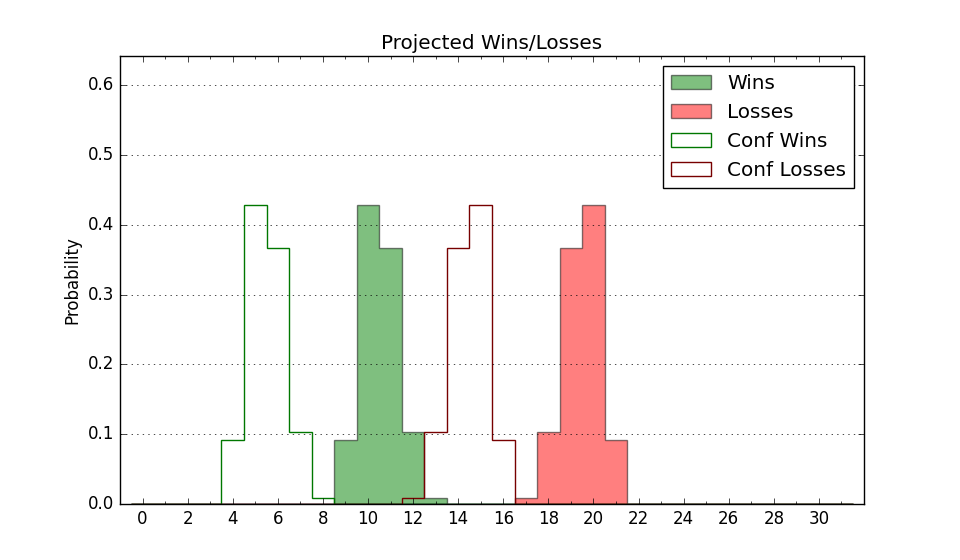 Projected Wins/Losses
Wins
Losses
Conf Wins
Conf Losses
Probability
0.6
0.5
0.4
0.3
0.2
0.1
0.0
0 2 4 6 8 10 12 14 16 18 20 22 24 26 28 30